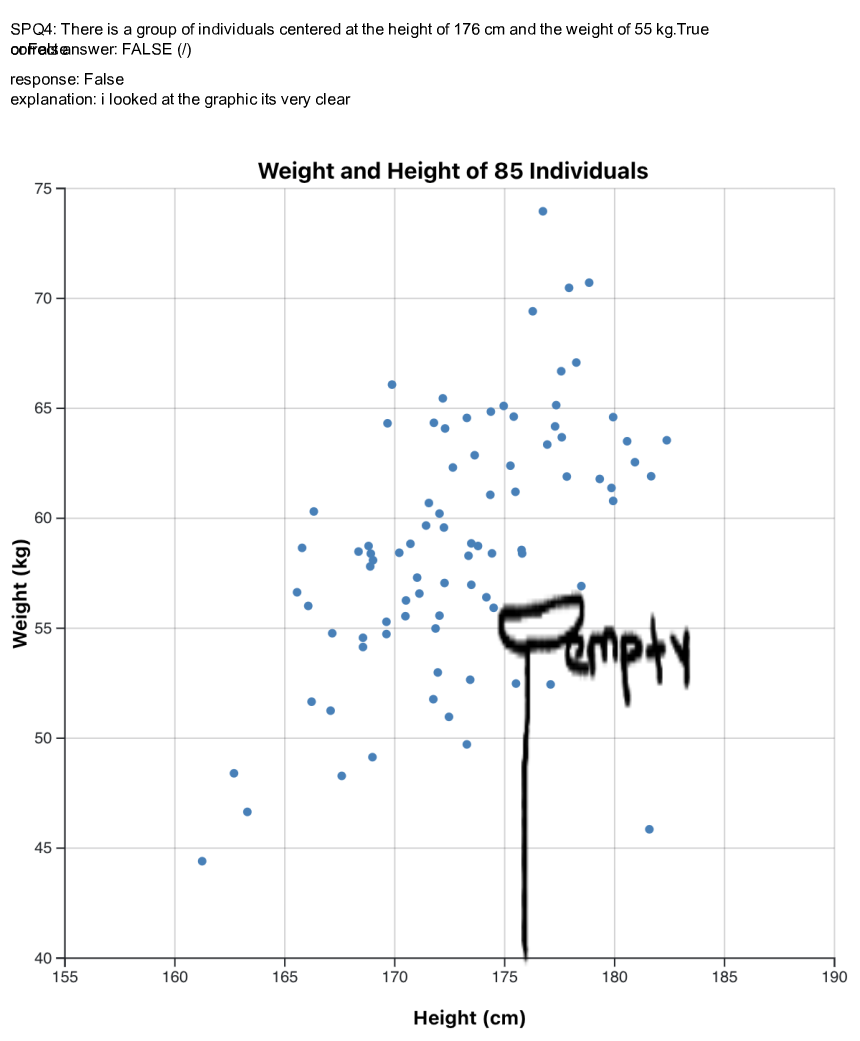 SPQ4: There is a group of individuals centered at the height of 176 cm and the weight of 55 kg.True
or False
correct answer: FALSE (/)
response: False
explanation: i looked at the graphic its very clear
Weight and Height of 85 Individuals
75
70
65
60
55
50
45
40
Weight (kg)
empty
155 160 165 170 175 180 185 190
Height (cm)